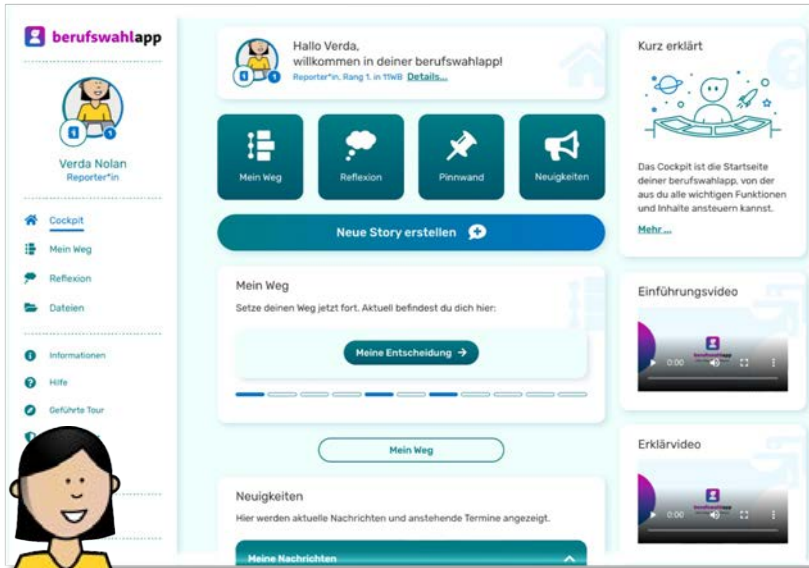 berufswahlapp
Verda Nolan
Reporter*in
Cockpit
Mein Weg
Reflexion
Dateien
Informationen
Hilfe
Geführte Tour
Hallo Verda,
willkommen in deiner berufswahlapp!
Reporter*in, Rang 1. in 11WB Details...
Mein Weg
Reflexion
Pinnwand
Neuigkeiten
Neue Story erstellen
Mein Weg
Setze deinen Weg jetzt fort. Aktuell befindest du dich hier:
Meine Entscheidung →
Mein Weg
Neuigkeiten
Hier werden aktuelle Nachrichten und anstehende Termine angezeigt.
Meine Nachrichten
Kurz erklärt
Das Cockpit ist die Startseite
deiner berufswahlapp, von der
aus du alle wichtigen Funktionen
und Inhalte ansteuern kannst.
Mehr ...
Einführungsvideo
berufswahlapp
0:00
Erklärvideo
berufswahlapp
0:00